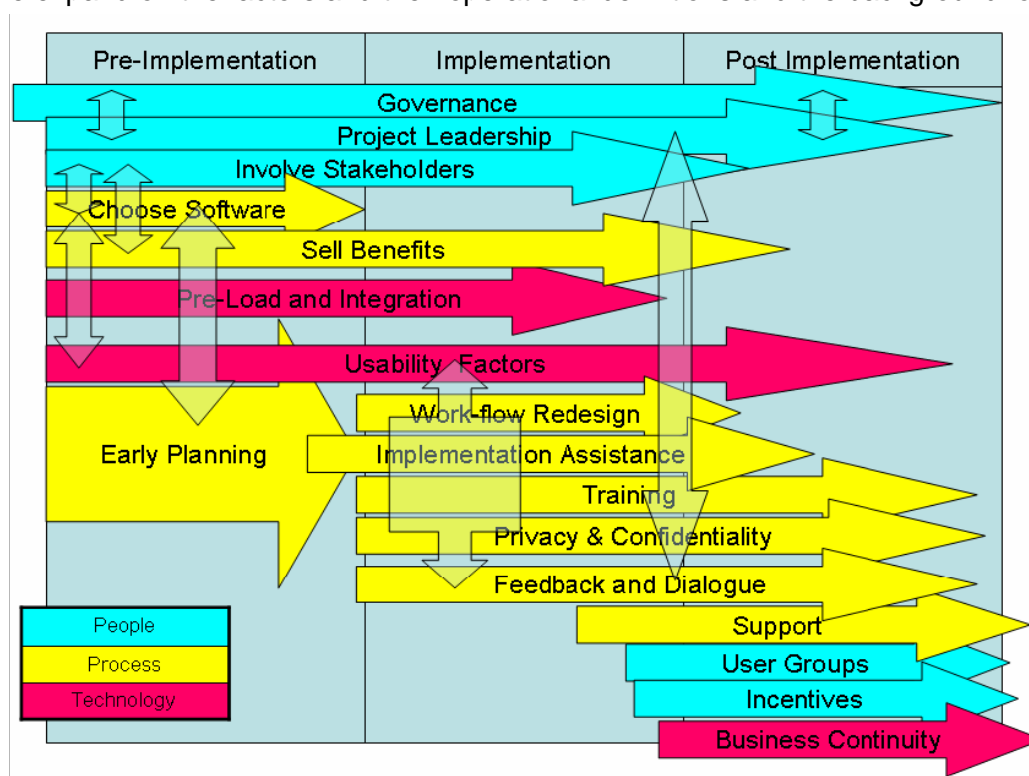 Pre-Implementation
Implementation
Post Implementation
Governance
Project Leadership
Involve Stakeholders
Choose Software
Sell Benefits
Pre-Load and Integration
Usability Factors
Early Planning
Work-flow Redesign
Implementation Assistance
Training
Privacy & Confidentiality
Feedback and Dialogue
Support
User Groups
Incentives
Business Continuity
People
Process
Technology